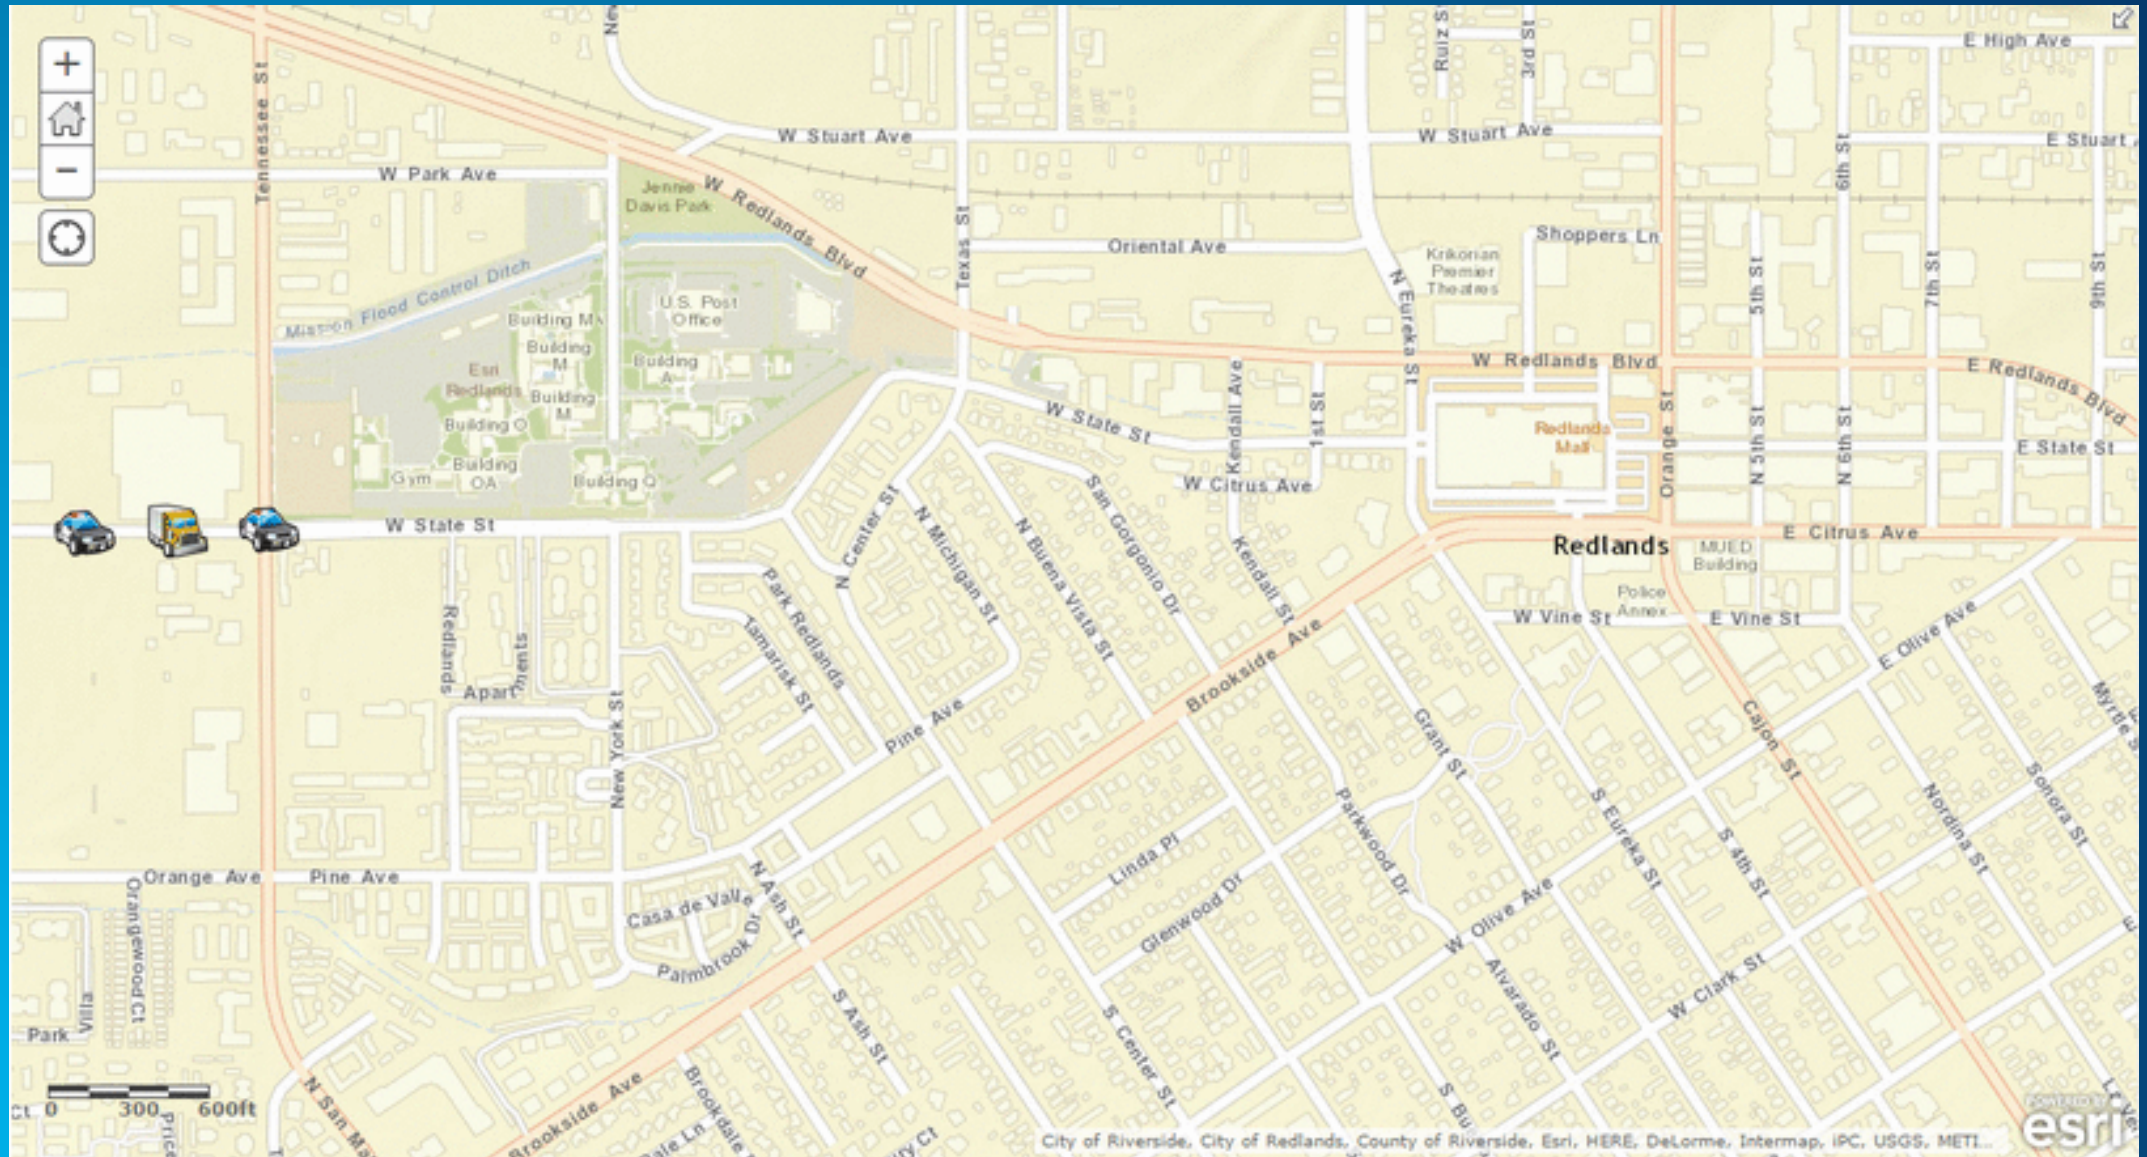 Tennessee St
W Park Ave
W Stuart Ave
W Stuart Ave
3rd St
E High Ave
6th St
Jennie
Davis Park
W Redlands Blvd
Texas St
Oriental Ave
Shoppers Ln
Krikorian
Premier
Theatres
N Eureka St
5th St
7th St
9th St
Mission Flood Control Ditch
U.S. Post
Office
Building
M
Building
A
Esri
Redlands
Building
M
Building O
Building
OA
Gym
Building Q
W State St
W State St
Kendall Ave
1st St
W Citrus Ave
W Redlands Blvd
E Redlands Blvd
Redlands
Mall
Orange St
N 5th St
N 6th St
E State St
E Citrus Ave
Redlands
MUED
Building
Police
Annex
W Vine St
E Vine St
E Olive Ave
N Center St
N Michigan St
N Buena Vista St
San Gorgonio Dr
Kendall St
Brookside Ave
Redlands
Apartments
Park Redlands
Tamarisk St
Pine Ave
New York St
Grant St
Cajon St
Parkwood Dr
S Eureka St
S 4th St
Nordina St
Sonora St
Linda Pl
Glenwood Dr
W Olive Ave
Alvarado St
W Clark St
Orange Ave
Pine Ave
Orangewood Ct
Villa
Park
N Ash St
Casa de Valle
Palmbrook Dr
S Ash St
S Center St
Brookside Ave
0 300 600ft
City of Riverside, City of Redlands, County of Riverside, Esri, HERE, DeLorme, Intermap, iPC, USGS, METI...
POWERED BY
esri